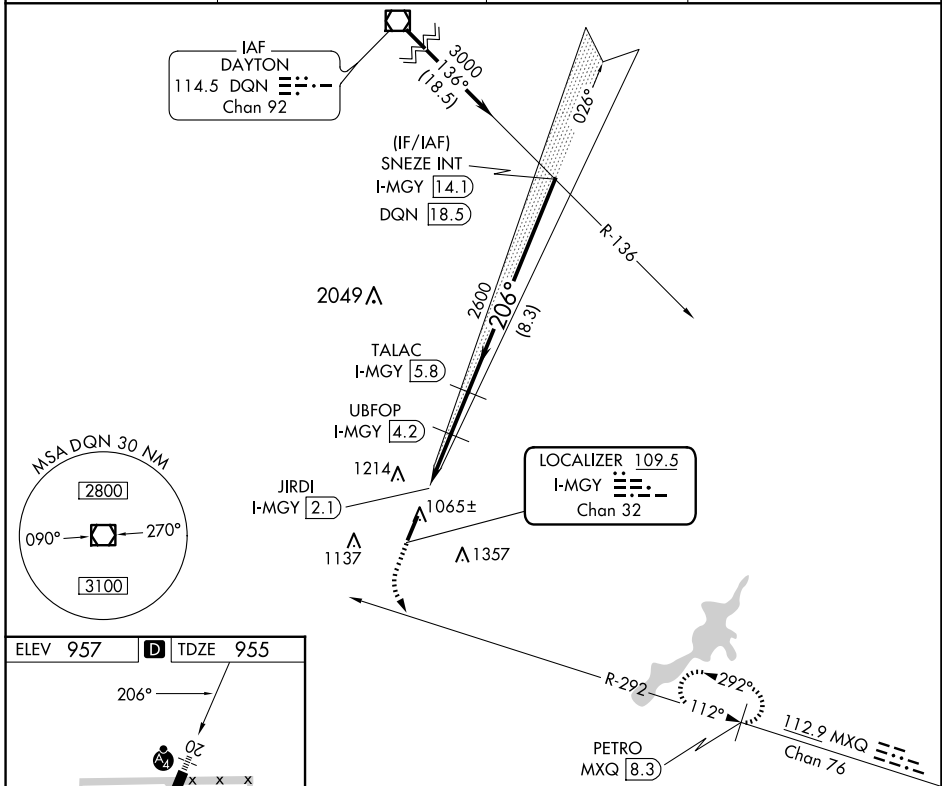 IAF
DAYTON
114.5 DQN
Chan 92
3000
136°
(18.5)
026°
(IF/IAF)
SNEZE INT
I-MGY 14.1
DQN 18.5
R-136
2049
2600
206°
(8.3)
TALAC
I-MGY 5.8
UBFOP
I-MGY 4.2
MSA DQN 30 NM
2800
090°
270°
3100
1214
JIRDI
I-MGY 2.1
1065±
1137
1357
LOCALIZER 109.5
I-MGY
Chan 32
R-292
292°
112°
PETRO
MXQ 8.3
112.9 MXQ
Chan 76
ELEV 957 D TDZE 955
206°
20
A4
x x x